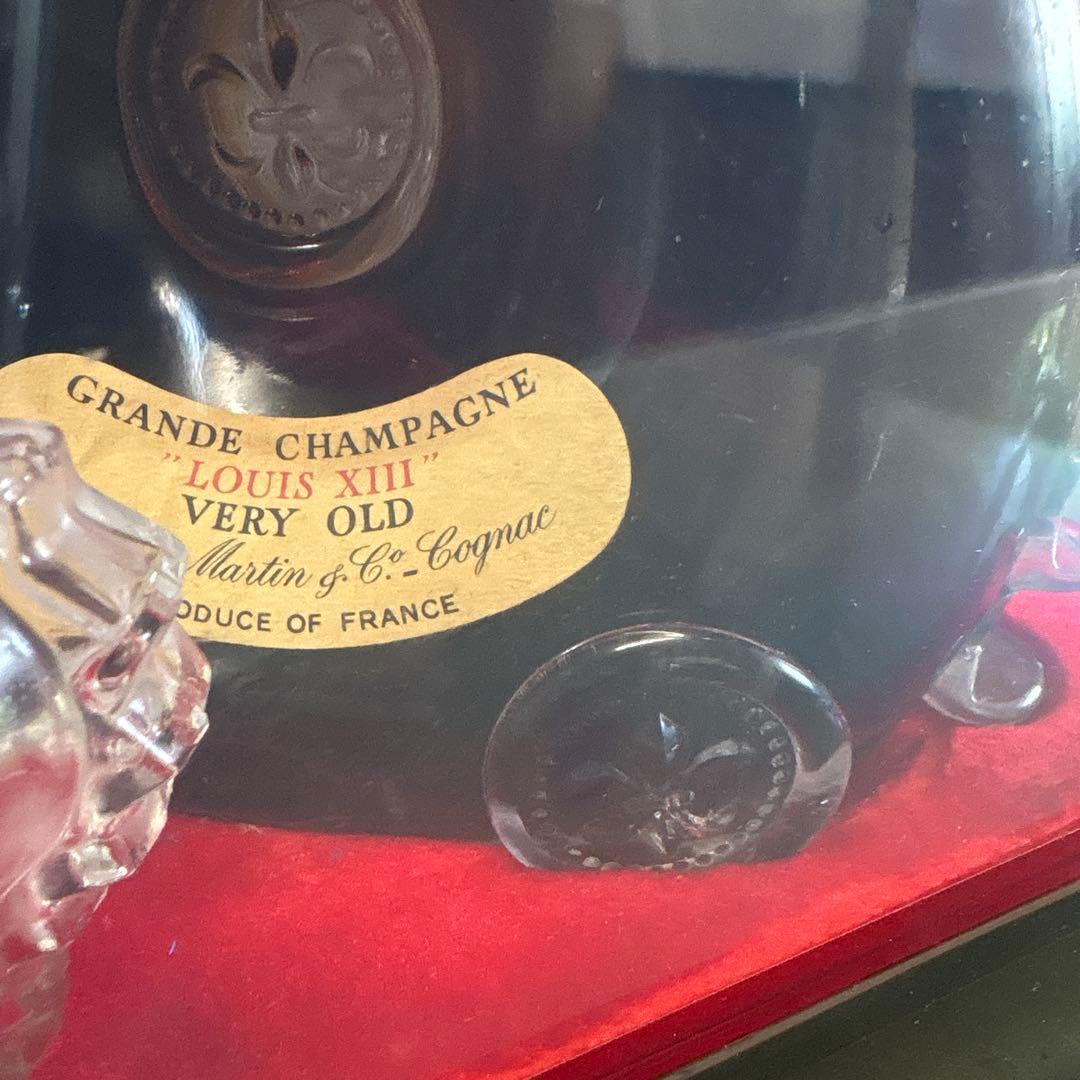 GRANDE CHAMPAGNE
"LOUIS XIII"
VERY OLD
Martin & Cº - Cognac
ODUCE OF FRANCE